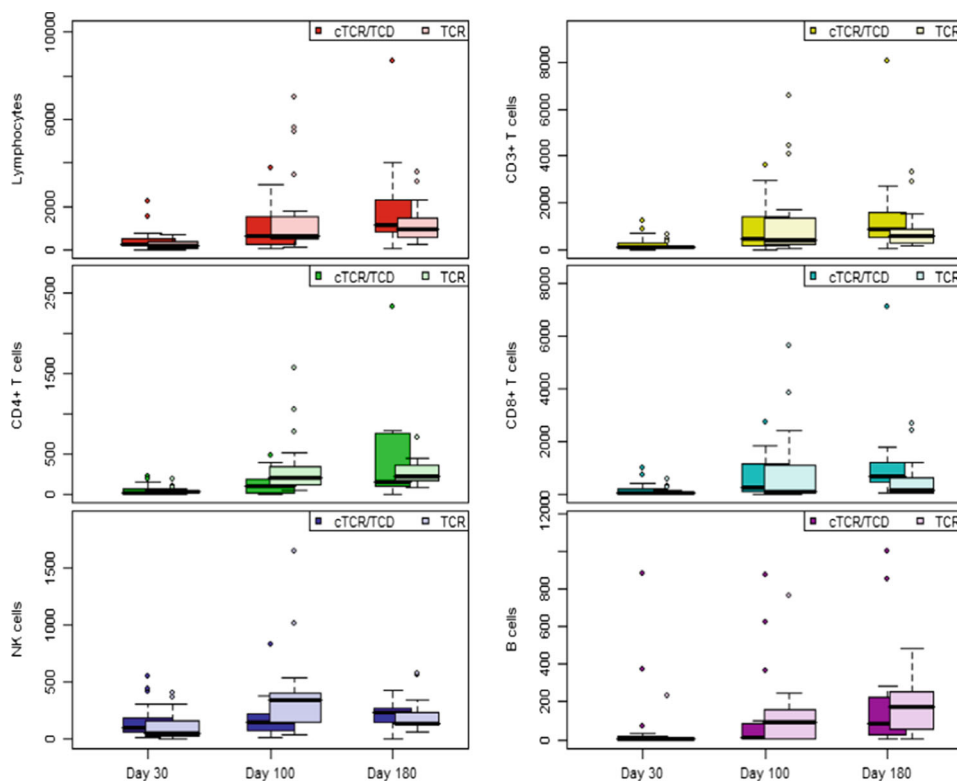 cTCR/TCD TCR
Lymphocytes
0 2000 6000 10000
cTCR/TCD TCR
CD3+ T cells
0 2000 4000 6000 8000
cTCR/TCD TCR
CD4+ T cells
0 500 1500 2500
cTCR/TCD TCR
CD8+ T cells
0 2000 4000 6000 8000
cTCR/TCD TCR
NK cells
0 500 1000 1500
Day 30 Day 100 Day 180
cTCR/TCD TCR
B cells
0 200 400 600 800 12000
Day 30 Day 100 Day 180